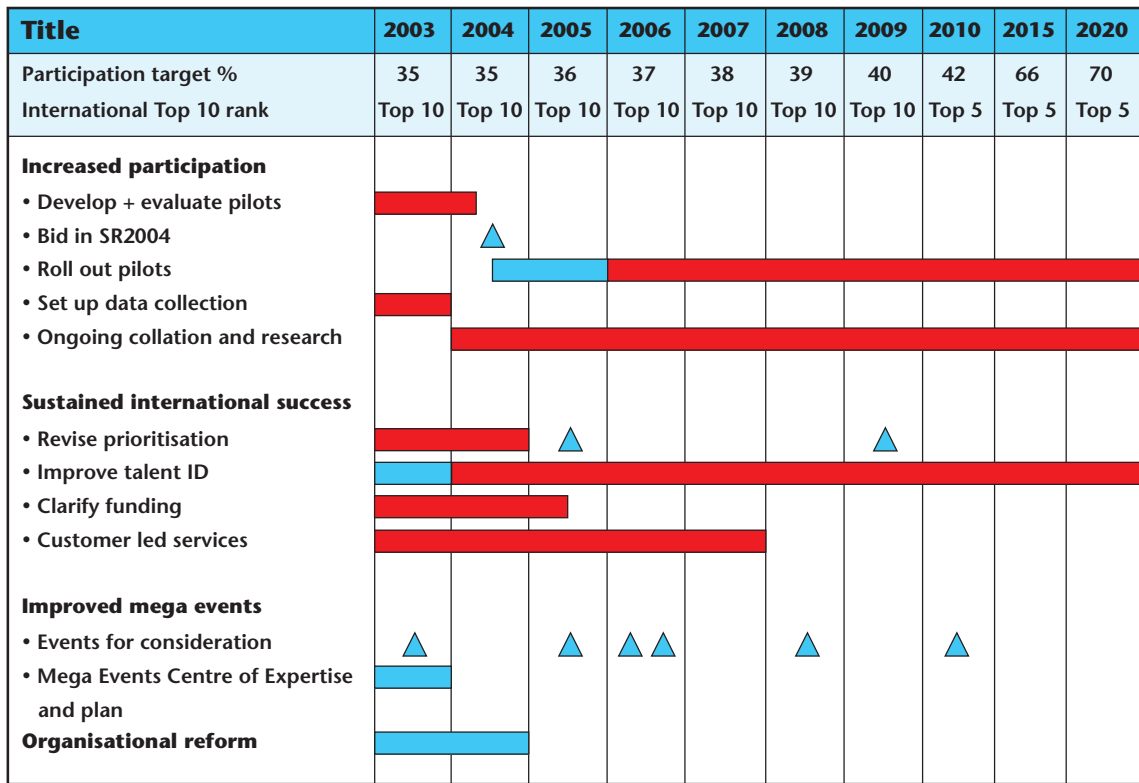 Title 2003 2004 2005 2006 2007 2008 2009 2010 2015 2020
Participation target % 35 35 36 37 38 39 40 42 66 70
International Top 10 rank Top 10 Top 10 Top 10 Top 10 Top 10 Top 10 Top 10 Top 5 Top 5 Top 5
Increased participation
• Develop + evaluate pilots
• Bid in SR2004
• Roll out pilots
• Set up data collection
• Ongoing collation and research
Sustained international success
• Revise prioritisation
• Improve talent ID
• Clarify funding
• Customer led services
Improved mega events
• Events for consideration
• Mega Events Centre of Expertise
and plan
Organisational reform